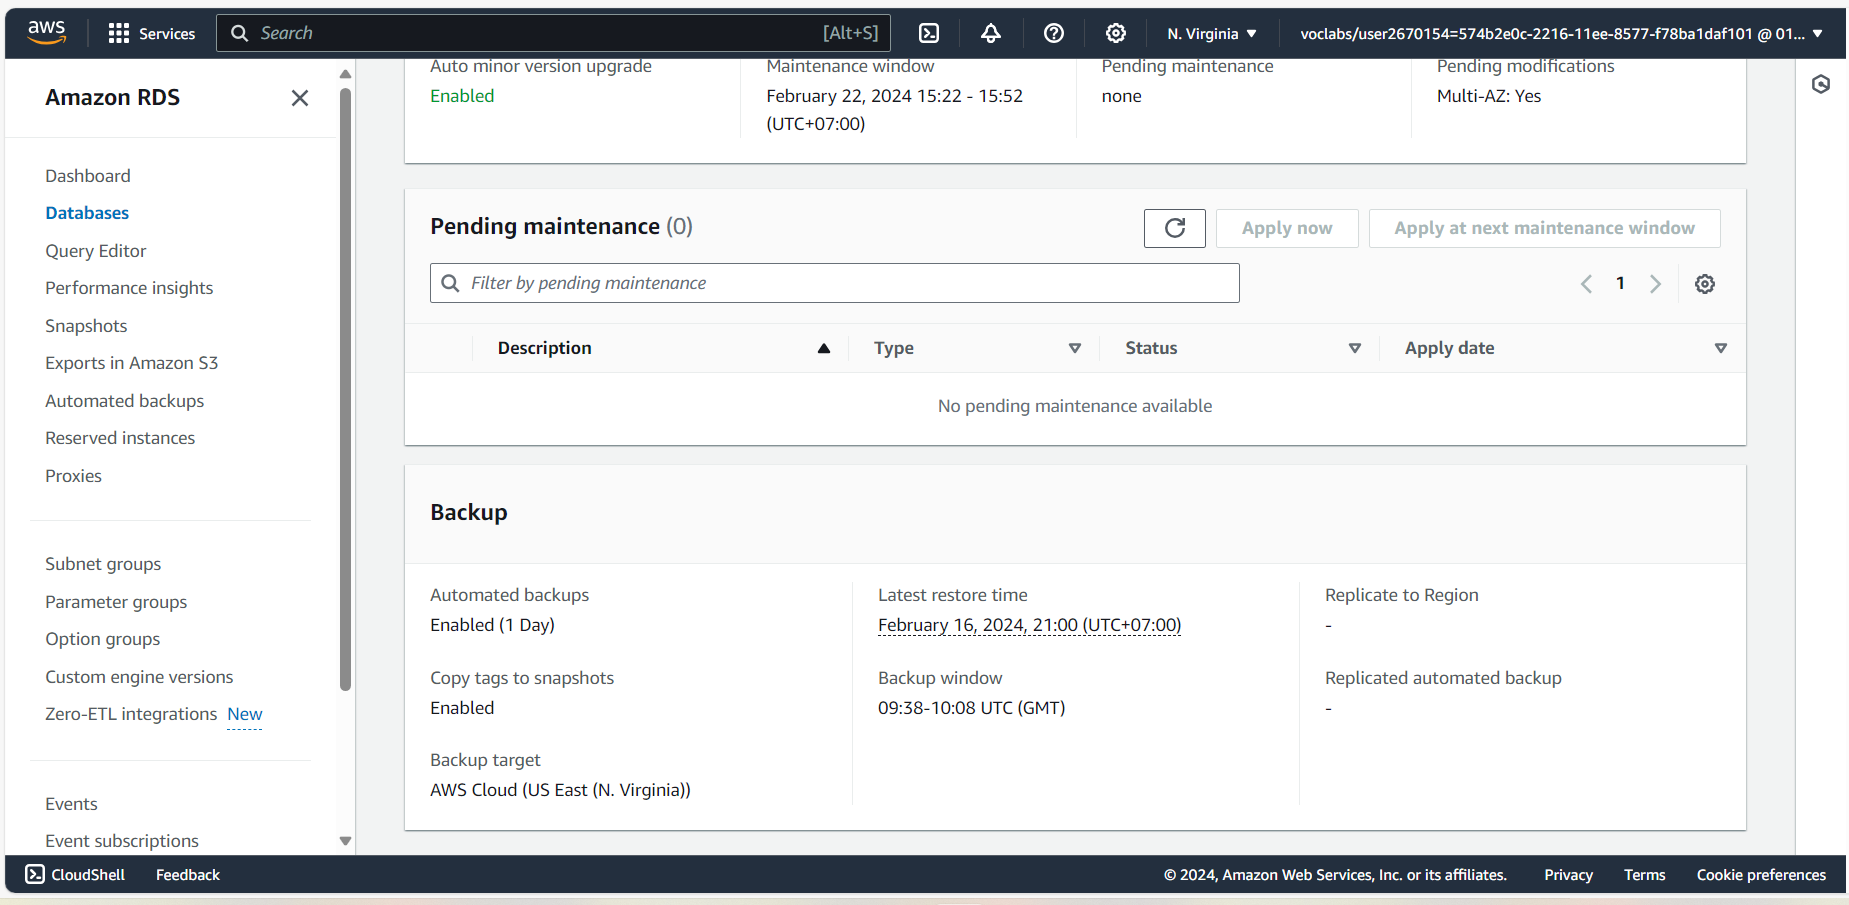 aws
Services
Search
[Alt+S]
N. Virginia
voclabs/user2670154=574b2e0c-2216-11ee-8577-f78ba1daf101 @ 01...
Amazon RDS
Dashboard
Databases
Query Editor
Performance insights
Snapshots
Exports in Amazon S3
Automated backups
Reserved instances
Proxies
Subnet groups
Parameter groups
Option groups
Custom engine versions
Zero-ETL integrations New
Events
Event subscriptions
Auto minor version upgrade
Enabled
Maintenance window
February 22, 2024 15:22 - 15:52
(UTC+07:00)
Pending maintenance
none
Pending modifications
Multi-AZ: Yes
Pending maintenance (0)
Apply now
Apply at next maintenance window
Filter by pending maintenance
1
Description
Type
Status
Apply date
No pending maintenance available
Backup
Automated backups
Enabled (1 Day)
Copy tags to snapshots
Enabled
Backup target
AWS Cloud (US East (N. Virginia))
Latest restore time
February 16, 2024, 21:00 (UTC+07:00)
Backup window
09:38-10:08 UTC (GMT)
Replicate to Region
-
Replicated automated backup
-
CloudShell
Feedback
© 2024, Amazon Web Services, Inc. or its affiliates.
Privacy
Terms
Cookie preferences